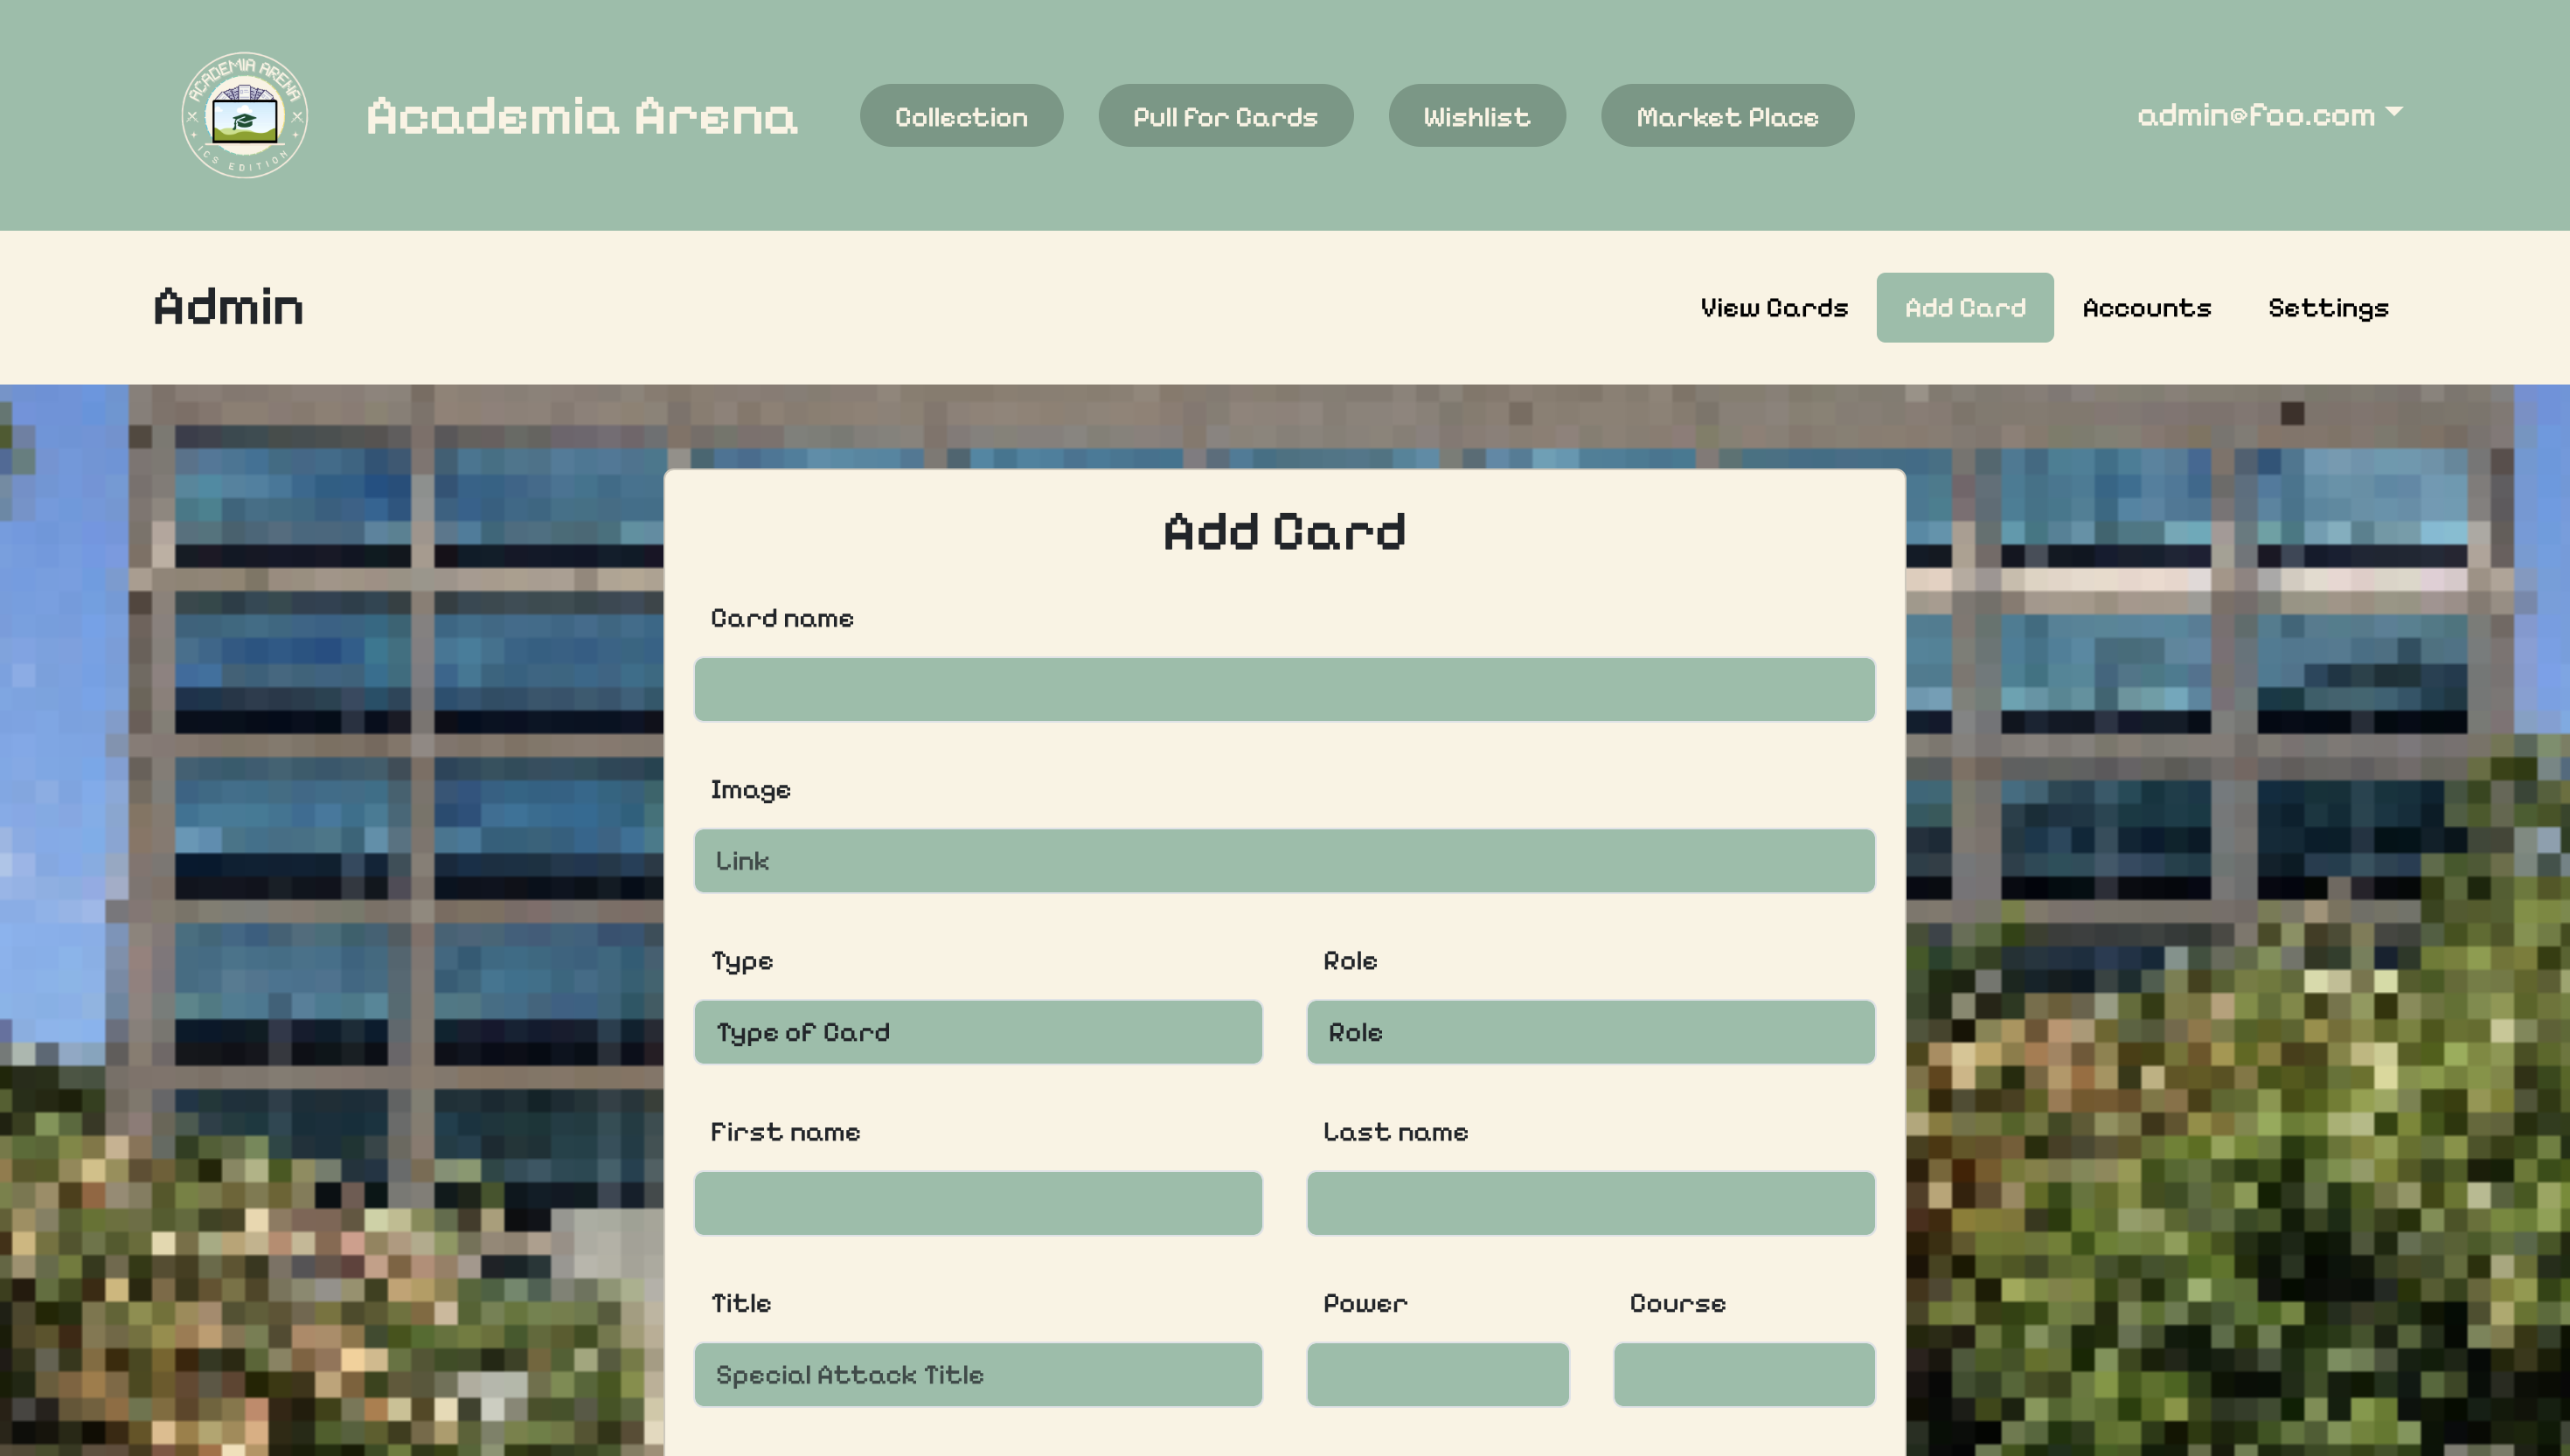 ACADEMIA ARENA
ICS EDITION
Academia Arena
Collection
Pull For Cards
Wishlist
Market Place
admin@foo.com
Admin
View Cards
Add Card
Accounts
Settings
Add Card
Card name
Image
Link
Type
Role
Type of Card
Role
First name
Last name
Title
Power
Course
Special Attack Title